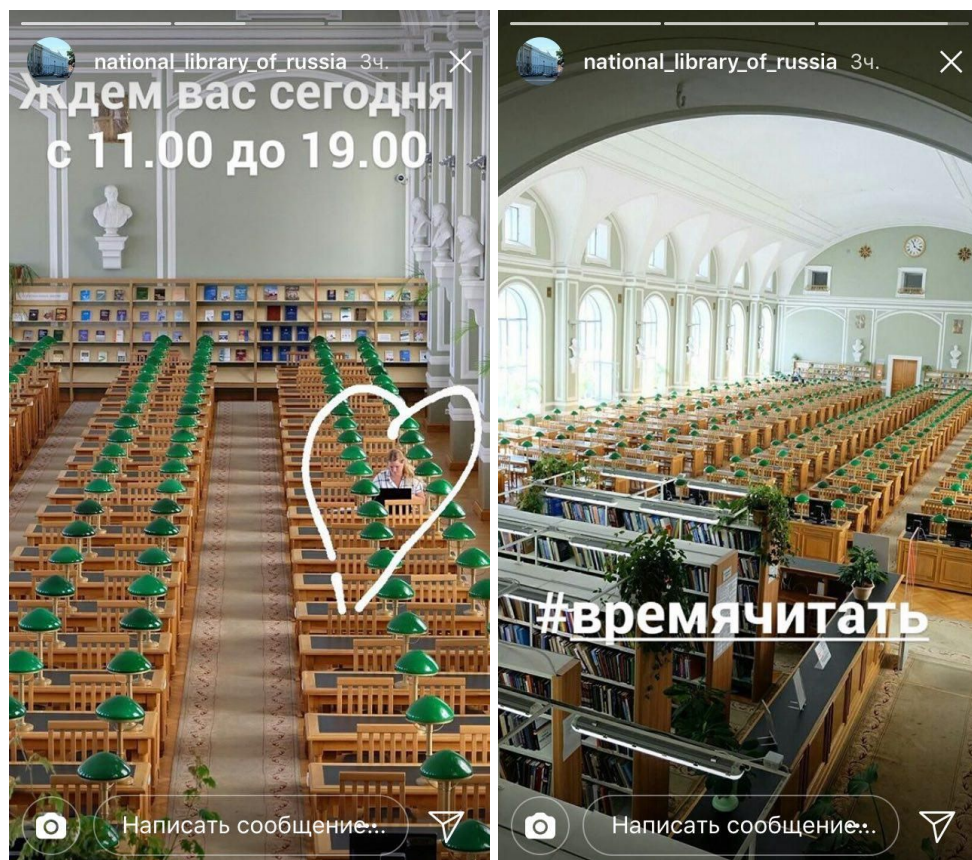 national_library_of_russia 3ч.
Ждем вас сегодня
с 11.00 до 19.00
Написать сообщение...
national_library_of_russia 3ч.
#времячитать
Написать сообщение...